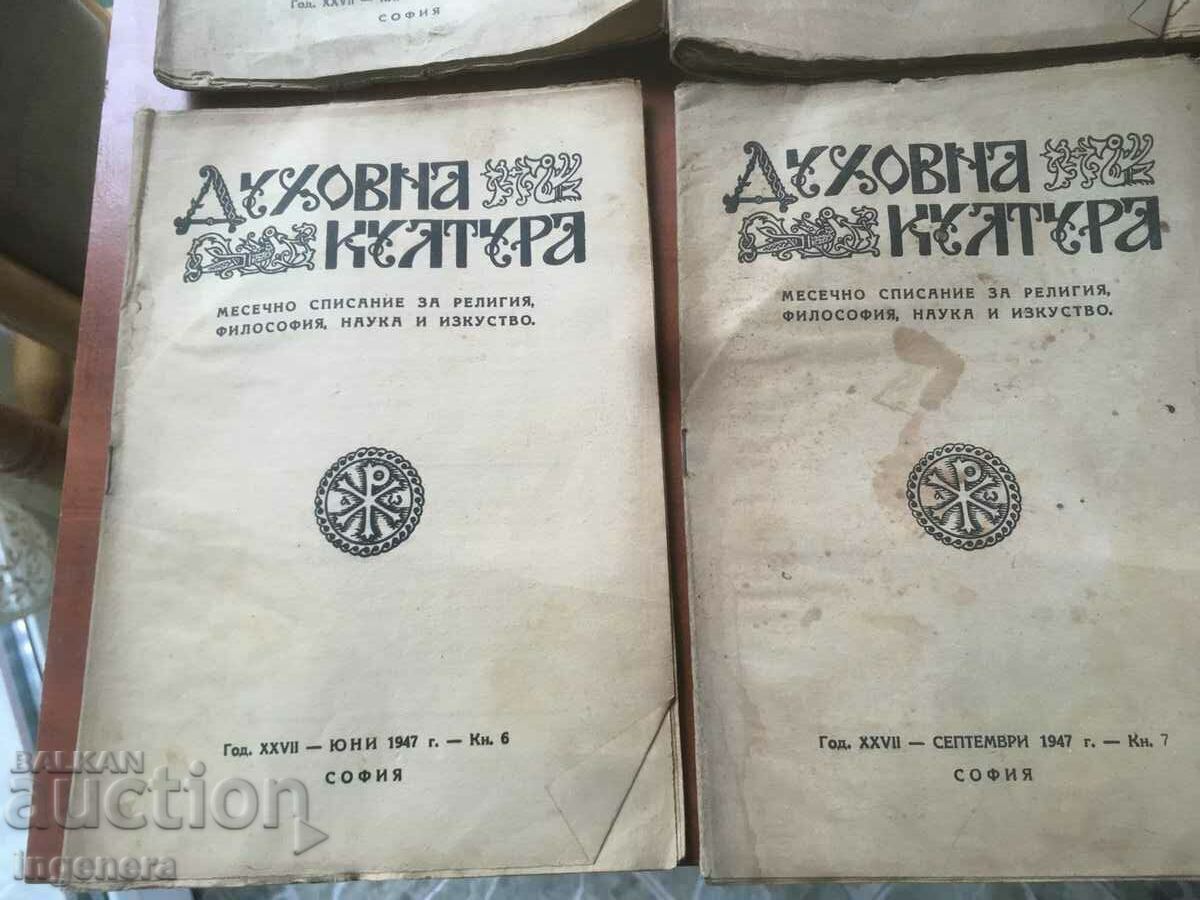 Год. XXVII —
СОФИЯ
ДУХОВНА
КУЛТУРА
МЕСЕЧНО СПИСАНИЕ ЗА РЕЛИГИЯ,
ФИЛОСОФИЯ, НАУКА И ИЗКУСТВО.
Год. XXVII — ЮНИ 1947 г. — Кн. 6
СОФИЯ
ДУХОВНА
КУЛТУРА
МЕСЕЧНО СПИСАНИЕ ЗА РЕЛИГИЯ,
ФИЛОСОФИЯ, НАУКА И ИЗКУСТВО.
Год. XXVII — СЕПТЕМВРИ 1947 г. — Кн. 7
СОФИЯ
BALKAN
auction
ingenera